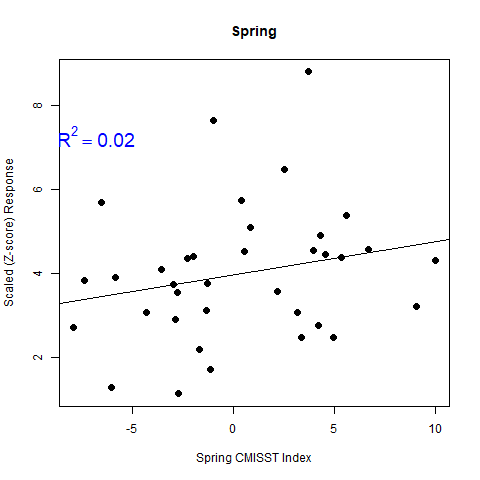 Spring
R² = 0.02
Scaled (Z-score) Response
8
6
4
2
-5 0 5 10
Spring CMISST Index